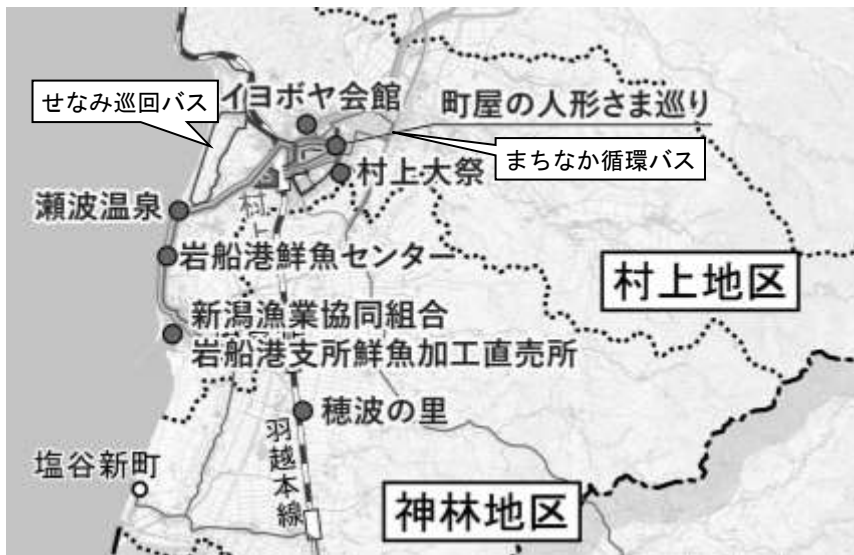 せなみ巡回バス
イヨボヤ会館
町屋の人形さま巡り
まちなか循環バス
村上大祭
瀬波温泉
村上
岩船港鮮魚センター
村上地区
新潟漁業協同組合
岩船港支所鮮魚加工直売所
穂波の里
羽越本線
塩谷新町
神林地区